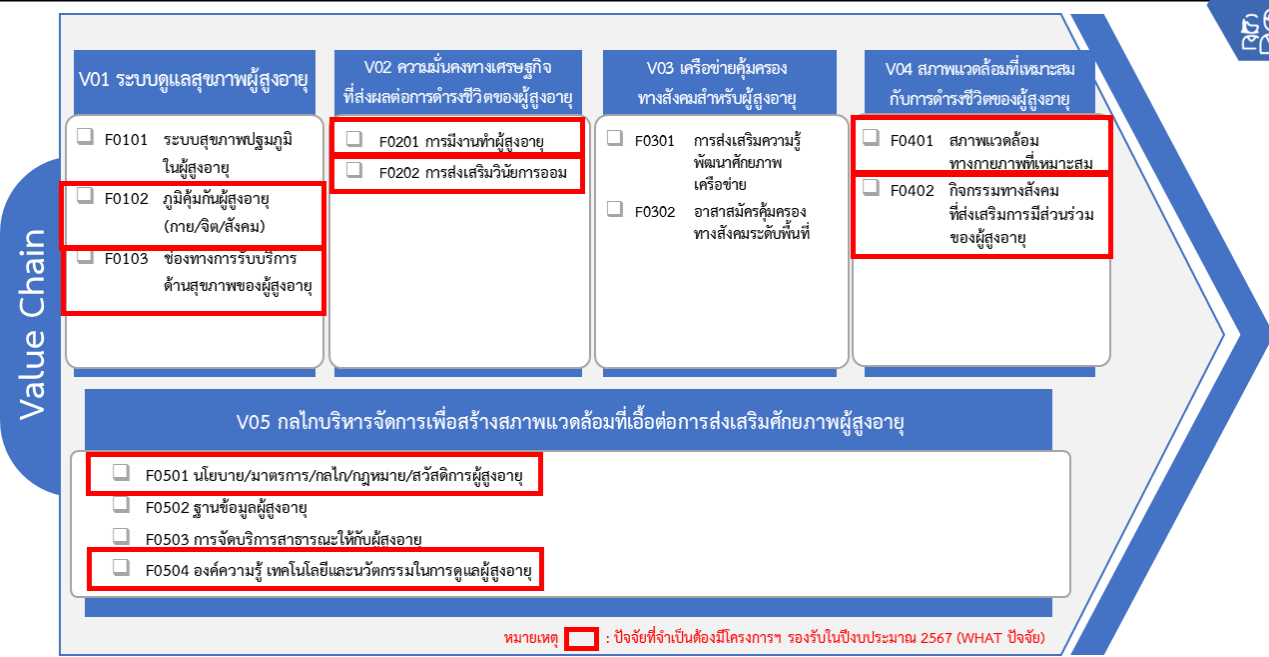 Value Chain
V01 ระบบดูแลสุขภาพผู้สูงอายุ
F0101 ระบบสุขภาพปฐมภูมิ
ในผู้สูงอายุ
F0102 ภูมิคุ้มกันผู้สูงอายุ
(กาย/จิต/สังคม)
F0103 ช่องทางการรับบริการ
ด้านสุขภาพของผู้สูงอายุ
V02 ความมั่นคงทางเศรษฐกิจ
ที่ส่งผลต่อการดำรงชีวิตของผู้สูงอายุ
F0201 การมีงานทำผู้สูงอายุ
F0202 การส่งเสริมวินัยการออม
V03 เครือข่ายคุ้มครอง
ทางสังคมสำหรับผู้สูงอายุ
F0301 การส่งเสริมความรู้
พัฒนาศักยภาพ
เครือข่าย
F0302 อาสาสมัครคุ้มครอง
ทางสังคมระดับพื้นที่
V04 สภาพแวดล้อมที่เหมาะสม
กับการดำรงชีวิตของผู้สูงอายุ
F0401 สภาพแวดล้อม
ทางกายภาพที่เหมาะสม
F0402 กิจกรรมทางสังคม
ที่ส่งเสริมการมีส่วนร่วม
ของผู้สูงอายุ
V05 กลไกบริหารจัดการเพื่อสร้างสภาพแวดล้อมที่เอื้อต่อการส่งเสริมศักยภาพผู้สูงอายุ
F0501 นโยบาย/มาตรการ/กลไก/กฎหมาย/สวัสดิการผู้สูงอายุ
F0502 ฐานข้อมูลผู้สูงอายุ
F0503 การจัดบริการสาธารณะให้กับผู้สูงอายุ
F0504 องค์ความรู้ เทคโนโลยีและนวัตกรรมในการดูแลผู้สูงอายุ
หมายเหตุ : ปัจจัยที่จำเป็นต้องมีโครงการฯ รองรับในปีงบประมาณ 2567 (WHAT ปัจจัย)